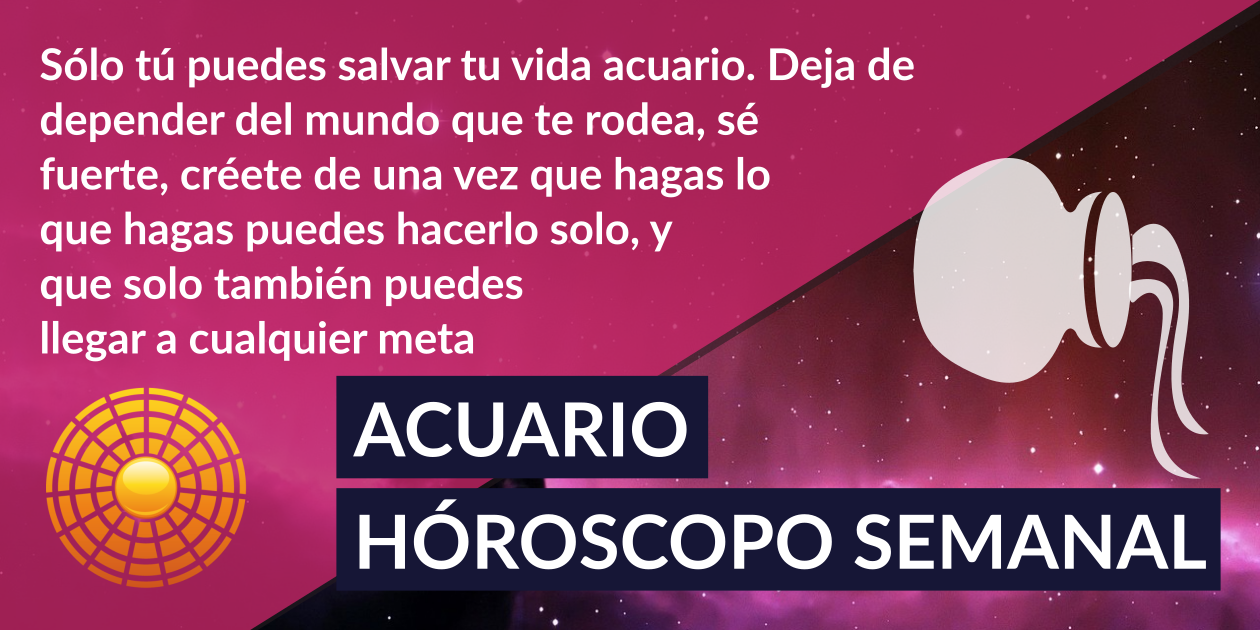 Sólo tú puedes salvar tu vida acuario. Deja de
depender del mundo que te rodea, sé
fuerte, créete de una vez que hagas lo
que hagas puedes hacerlo solo, y
que solo también puedes
llegar a cualquier meta
ACUARIO
HÓROSCOPO SEMANAL